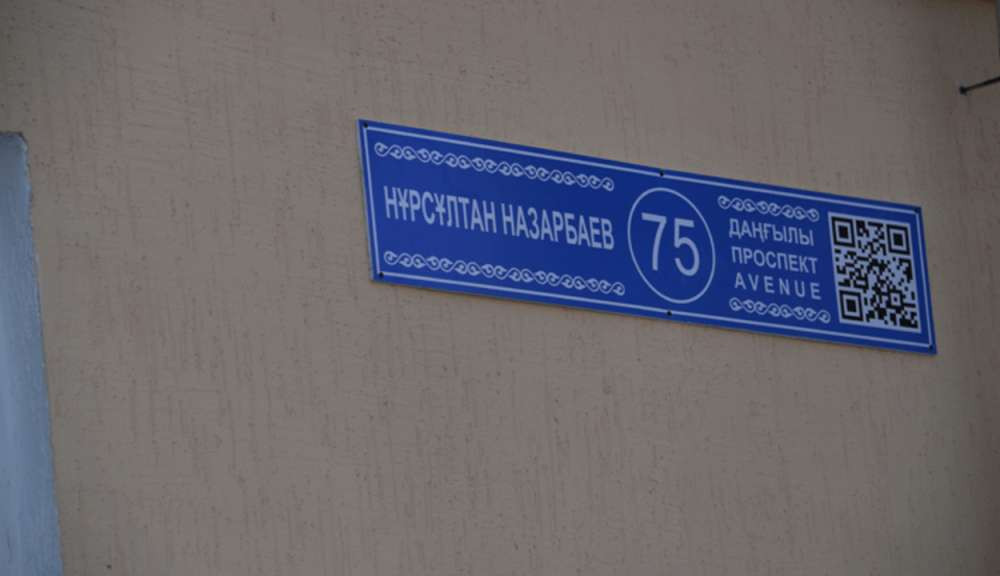 НҰРСҰЛТАН НАЗАРБАЕВ
75
ДАҢҒЫЛЫ
ПРОСПЕКТ
AVENUE